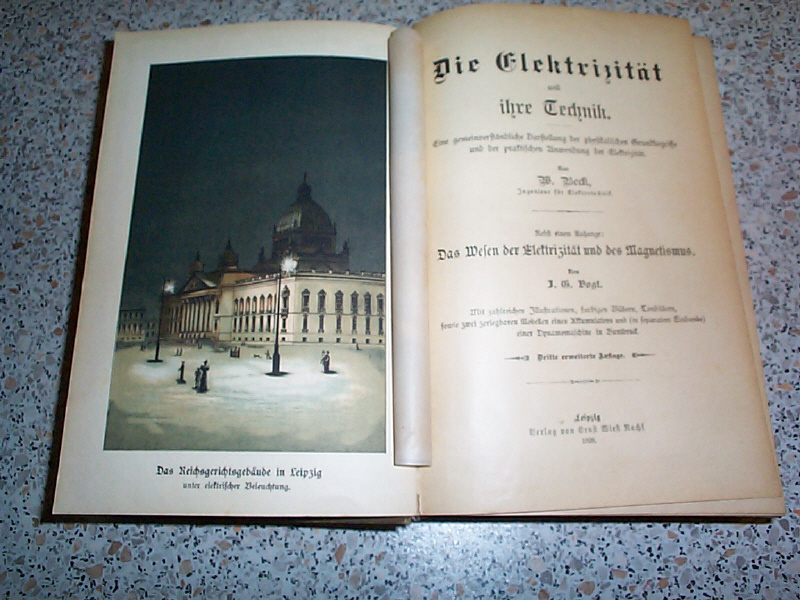 Das Reichsgerichtsgebäude in Leipzig
unter elektrischer Beleuchtung.
Die Elektrizität
und
ihre Technik.
Eine gemeinverständliche Darstellung der physikalischen Grundbegriffe
und der praktischen Anwendung der Elektrizität.
Von
W. Beck,
Ingenieur für Elektrotechnik
Nebst einem Anhange:
Das Wesen der Elektrizität und des Magnetismus.
Von
J. G. Vogt.
Mit zahlreichen Illustrationen, farbigen Bildern, Tonbildern,
sowie zwei zerlegbaren Modellen eines Akkumulators und (in separatem Einbande)
einer Dynamomaschine in Buntdruck
Dritte erweiterte Auflage.
Leipzig
Verlag von Ernst Wiest Nachf.